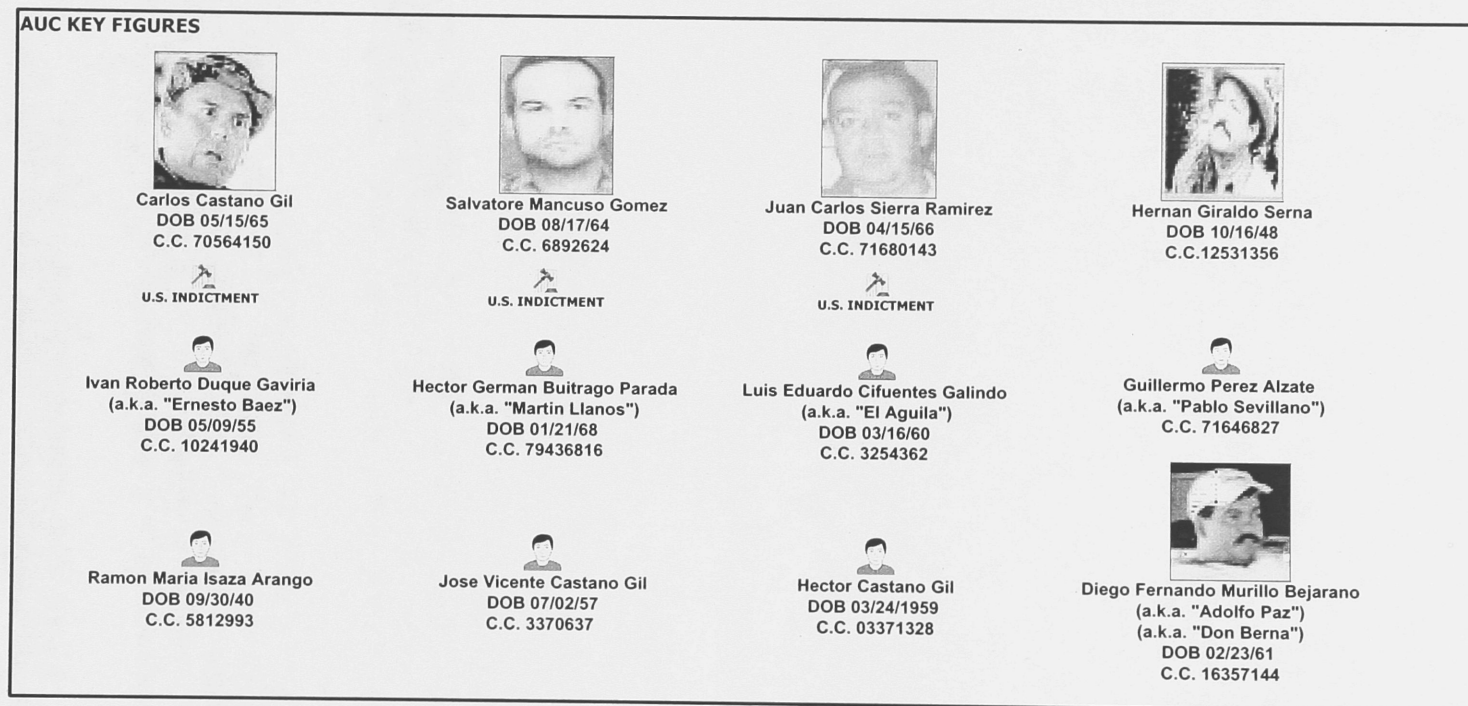 AUC KEY FIGURES
Carlos Castano Gil
DOB 05/15/65
C.C. 70564150
U.S. INDICTMENT
Salvatore Mancuso Gomez
DOB 08/17/64
C.C. 6892624
U.S. INDICTMENT
Juan Carlos Sierra Ramirez
DOB 04/15/66
C.C. 71680143
U.S. INDICTMENT
Hernan Giraldo Serna
DOB 10/16/48
C.C.12531356
Ivan Roberto Duque Gaviria
(a.k.a. "Ernesto Baez")
DOB 05/09/55
C.C. 10241940
Hector German Buitrago Parada
(a.k.a. "Martin Llanos")
DOB 01/21/68
C.C. 79436816
Luis Eduardo Cifuentes Galindo
(a.k.a. "El Aguila")
DOB 03/16/60
C.C. 3254362
Guillermo Perez Alzate
(a.k.a. "Pablo Sevillano")
C.C. 71646827
Ramon Maria Isaza Arango
DOB 09/30/40
C.C. 5812993
Jose Vicente Castano Gil
DOB 07/02/57
C.C. 3370637
Hector Castano Gil
DOB 03/24/1959
C.C. 03371328
Diego Fernando Murillo Bejarano
(a.k.a. "Adolfo Paz")
(a.k.a. "Don Berna")
DOB 02/23/61
C.C. 16357144